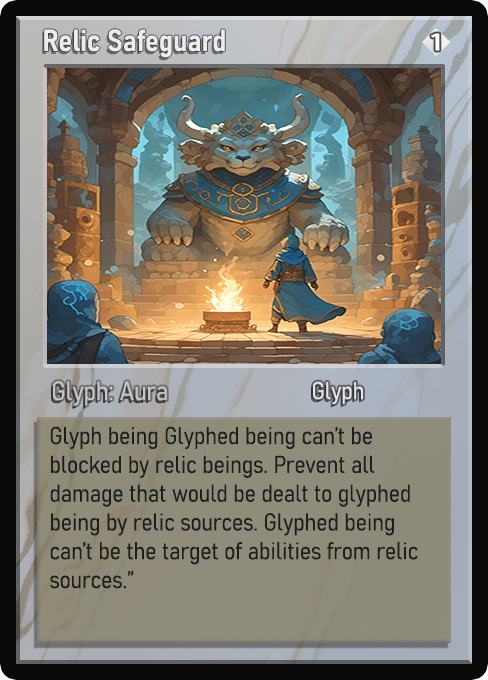 Relic Safeguard 1
Glyph: Aura Glyph
Glyph being Glyphed being can't be
blocked by relic beings. Prevent all
damage that would be dealt to glyphed
being by relic sources. Glyphed being
can't be the target of abilities from relic
sources.”